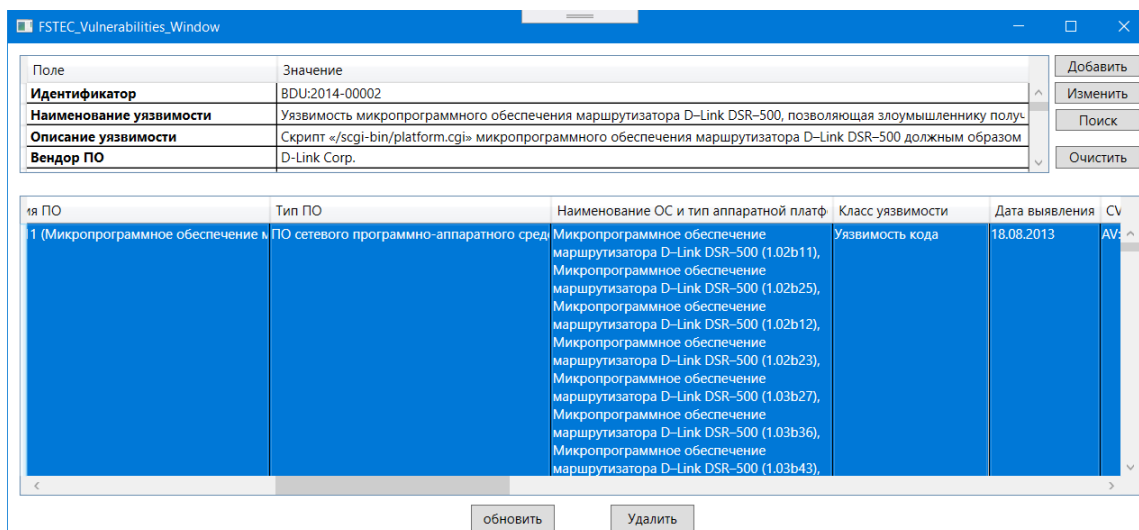 FSTEC_Vulnerabilities_Window
Поле Значение
Идентификатор BDU:2014-00002
Наименование уязвимости Уязвимость микропрограммного обеспечения маршрутизатора D–Link DSR–500, позволяющая злоумышленнику получ
Описание уязвимости Скрипт «/scgi-bin/platform.cgi» микропрограммного обеспечения маршрутизатора D–Link DSR–500 должным образом
Вендор ПО D-Link Corp.
Добавить
Изменить
Поиск
Очистить
ия ПО Тип ПО Наименование ОС и тип аппаратной платф Класс уязвимости Дата выявления CV
11 (Микропрограммное обеспечение м ПО сетевого программно-аппаратного сред Микропрограммное обеспечение Уязвимость кода 18.08.2013 AV:
маршрутизатора D–Link DSR–500 (1.02b11),
Микропрограммное обеспечение
маршрутизатора D–Link DSR–500 (1.02b25),
Микропрограммное обеспечение
маршрутизатора D–Link DSR–500 (1.02b12),
Микропрограммное обеспечение
маршрутизатора D–Link DSR–500 (1.02b23),
Микропрограммное обеспечение
маршрутизатора D–Link DSR–500 (1.03b27),
Микропрограммное обеспечение
маршрутизатора D–Link DSR–500 (1.03b36),
Микропрограммное обеспечение
маршрутизатора D–Link DSR–500 (1.03b43),
обновить Удалить